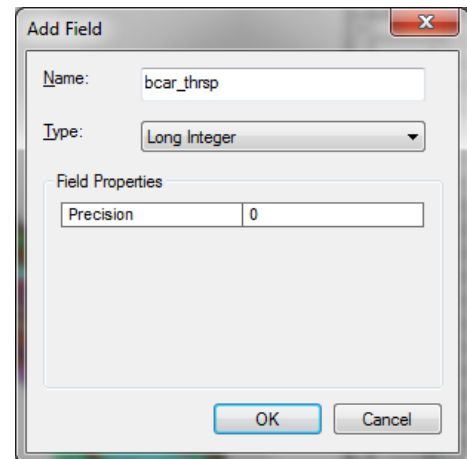 Add Field
Name: bcar_thrsp
Type: Long Integer
Field Properties
Precision 0
OK Cancel